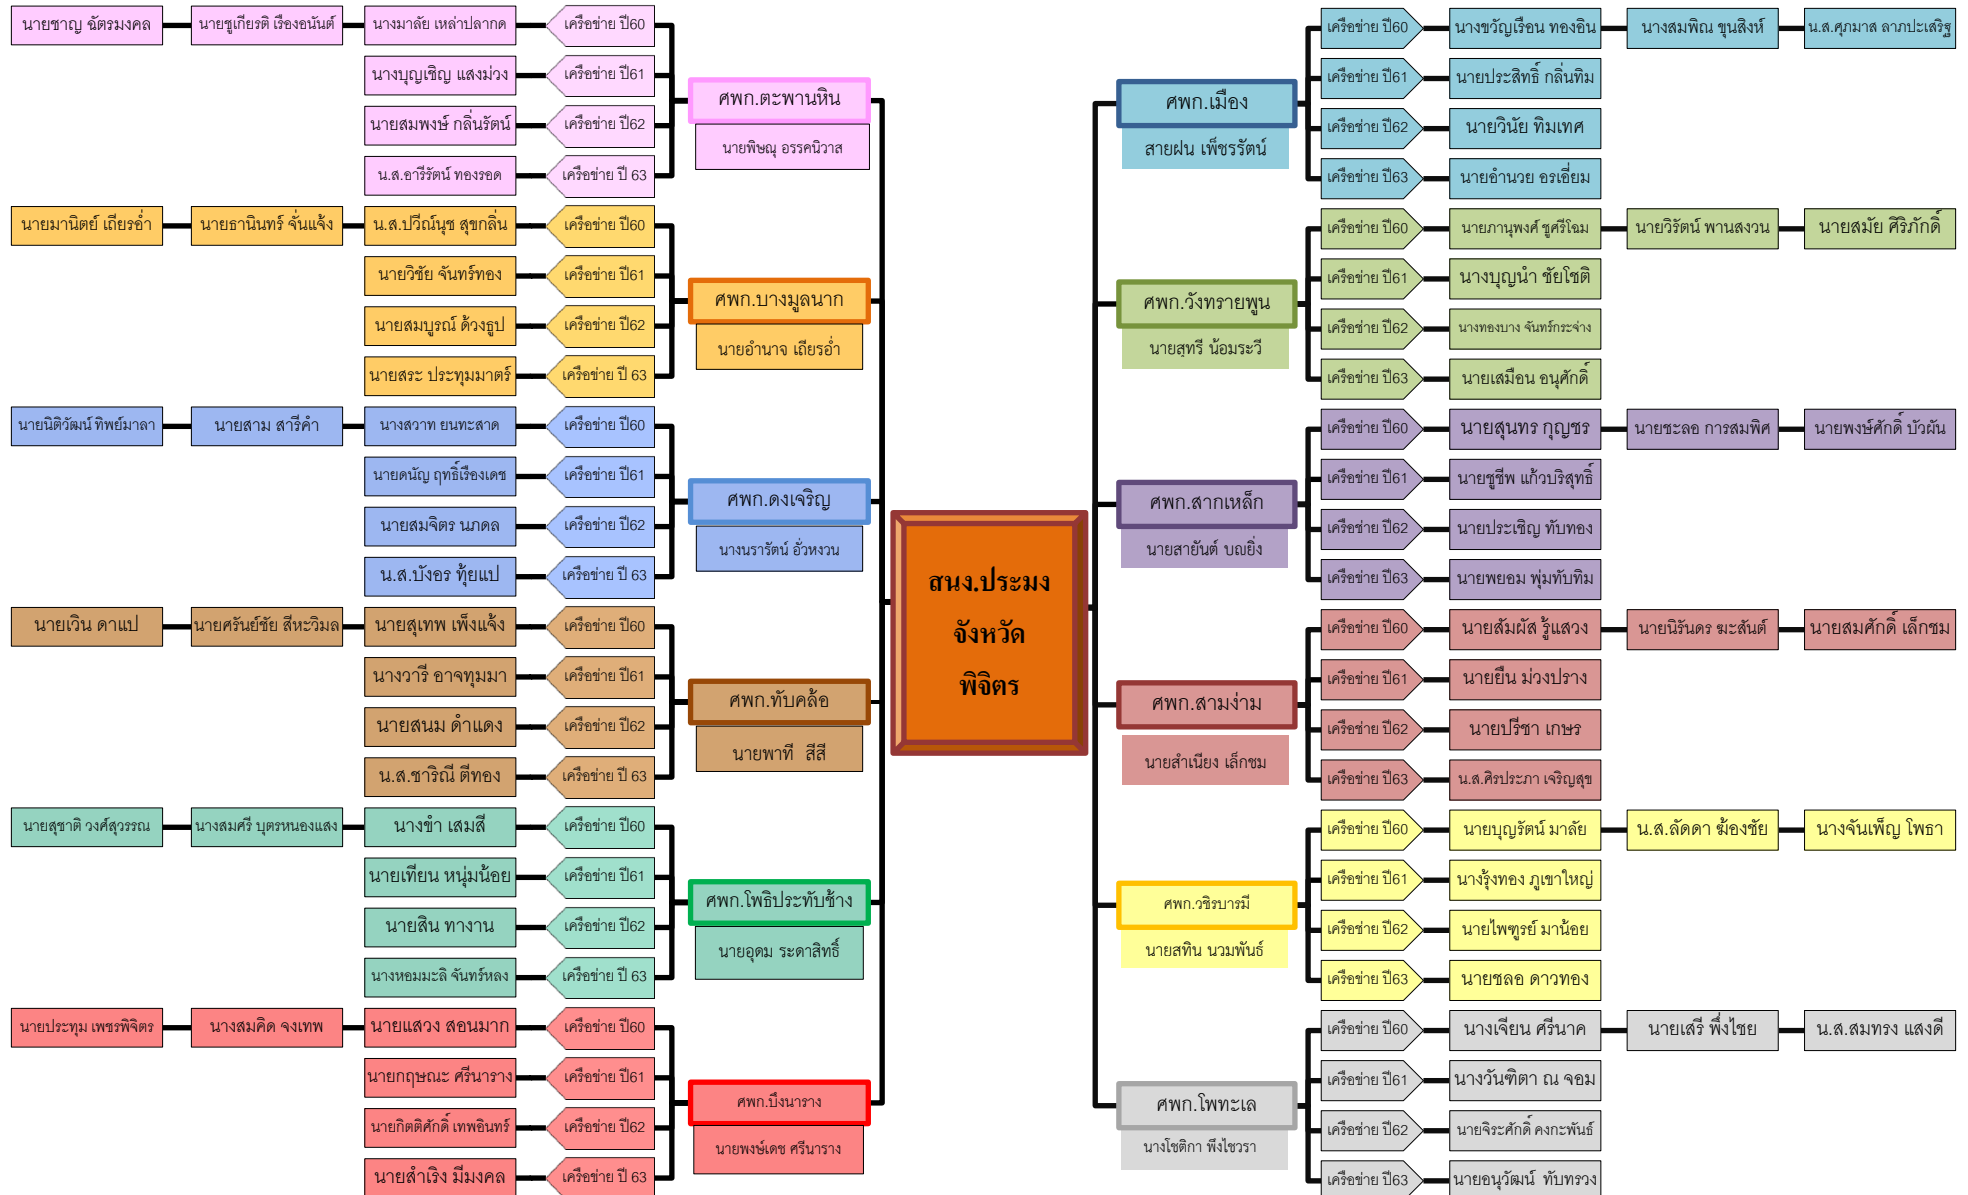 นายชาญ ฉัตรมงคล นายชูเกียรติ เรืองอนันต์ นางมาลัย เหล่าปลากด เครือข่าย ปี60
นางบุญเชิญ แสงม่วง เครือข่าย ปี61
ศพก.ตะพานหิน
นายสมพงษ์ กลิ่นรัตน์ เครือข่าย ปี62
นายพิษณุ อรรคนิวาส
น.ส.อารีรัตน์ ทองรอด เครือข่าย ปี 63
นายมานิตย์ เถียรอ่ำ นายธานินทร์ จั่นแจ้ง น.ส.ปวีณ์นุช สุขกลิ่น เครือข่าย ปี60
นายวิชัย จันทร์ทอง เครือข่าย ปี61
ศพก.บางมูลนาก
นายสมบูรณ์ ด้วงธูป เครือข่าย ปี62
นายอำนาจ เถียรอ่ำ
นายสระ ประทุมมาตร์ เครือข่าย ปี 63
นายนิติวัฒน์ ทิพย์มาลา นายสาม สารีคำ นางสวาท ยนทะสาด เครือข่าย ปี60
นายดนัญ ฤทธิ์เรืองเดช เครือข่าย ปี61
ศพก.ดงเจริญ
นายสมจิตร นภดล เครือข่าย ปี62
นางนรารัตน์ อั่วหงวน
น.ส.บังอร ทุ้ยแป เครือข่าย ปี 63
นายเวิน ดาแป นายศรันย์ชัย สีหะวิมล นายสุเทพ เพ็งแจ้ง เครือข่าย ปี60
นางวารี อาจทุมมา เครือข่าย ปี61
ศพก.ทับคล้อ
นายสนม ดำแดง เครือข่าย ปี62
นายพาที สีสี
น.ส.ชาริณี ตีทอง เครือข่าย ปี 63
นายสุชาติ วงศ์สุวรรณ นางสมศรี บุตรหนองแสง นางขำ เสมสี เครือข่าย ปี60
นายเทียน หนุ่มน้อย เครือข่าย ปี61
ศพก.โพธิประทับช้าง
นายสิน ทางาน เครือข่าย ปี62
นายอุดม ระดาสิทธิ์
นางหอมมะลิ จันทร์หลง เครือข่าย ปี 63
นายประทุม เพชรพิจิตร นางสมคิด จงเทพ นายแสวง สอนมาก เครือข่าย ปี60
นายกฤษณะ ศรีนาราง เครือข่าย ปี61
ศพก.บึงนาราง
นายกิตติศักดิ์ เทพอินทร์ เครือข่าย ปี62
นายพงษ์เดช ศรีนาราง
นายสำเริง มีมงคล เครือข่าย ปี 63
สนง.ประมง
จังหวัด
พิจิตร
เครือข่าย ปี60 นางขวัญเรือน ทองอิน นางสมพิณ ขุนสิงห์ น.ส.ศุภมาส ลาภปะเสริฐ
เครือข่าย ปี61 นายประสิทธิ์ กลิ่นทิม
ศพก.เมือง
เครือข่าย ปี62 นายวินัย ทิมเทศ
สายฝน เพ็ชรรัตน์
เครือข่าย ปี63 นายอำนวย อรเอี่ยม
เครือข่าย ปี60 นายภานุพงศ์ ชูศรีโฉม นายวิรัตน์ พานสงวน นายสมัย ศิริภักดิ์
เครือข่าย ปี61 นางบุญนำ ชัยโชติ
ศพก.วังทรายพูน
เครือข่าย ปี62 นางทองบาง จันทร์กระจ่าง
นายสุทรี น้อมระวี
เครือข่าย ปี63 นายเสมือน อนุศักดิ์
เครือข่าย ปี60 นายสุนทร กุญชร นายชะลอ การสมพิศ นายพงษ์ศักดิ์ บัวผัน
เครือข่าย ปี61 นายชูชีพ แก้วบริสุทธิ์
ศพก.สากเหล็ก
เครือข่าย ปี62 นายประเชิญ ทับทอง
นายสายันต์ บญยิ่ง
เครือข่าย ปี63 นายพยอม พุ่มทับทิม
เครือข่าย ปี60 นายสัมผัส รู้แสวง นายนิรันดร ฆะสันต์ นายสมศักดิ์ เล็กชม
เครือข่าย ปี61 นายยืน ม่วงปราง
ศพก.สามง่าม
เครือข่าย ปี62 นายปรีชา เกษร
นายสำเนียง เล็กชม
เครือข่าย ปี63 น.ส.ศิรประภา เจริญสุข
เครือข่าย ปี60 นายบุญรัตน์ มาลัย น.ส.ลัดดา ฆ้องชัย นางจันเพ็ญ โพธา
เครือข่าย ปี61 นางรุ้งทอง ภูเขาใหญ่
ศพก.วชิรบารมี
เครือข่าย ปี62 นายไพฑูรย์ มาน้อย
นายสทิน นวมพันธ์
เครือข่าย ปี63 นายชลอ ดาวทอง
เครือข่าย ปี60 นางเจียน ศรีนาค นายเสรี พึ่งไชย น.ส.สมทรง แสงดี
เครือข่าย ปี61 นางวันฑิตา ณ จอม
ศพก.โพทะเล
เครือข่าย ปี62 นายจิระศักดิ์ คงกะพันธ์
นางโชติกา พึงไชวรา
เครือข่าย ปี63 นายอนุวัฒน์ ทับทรวง